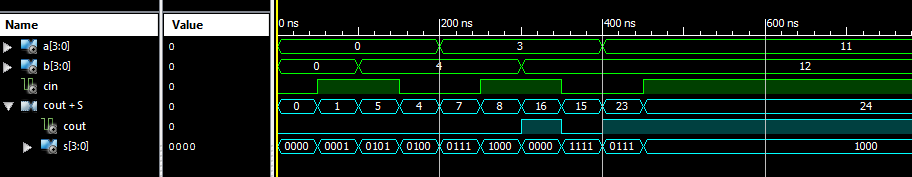 Name Value 0 ns 200 ns 400 ns 600 ns
a[3:0] 0 0 3 11
b[3:0] 0 0 4 12
cin 0
cout + S 0 0 1 5 4 7 8 16 15 23 24
cout 0
s[3:0] 0000 0000 0001 0101 0100 0111 1000 0000 1111 0111 1000